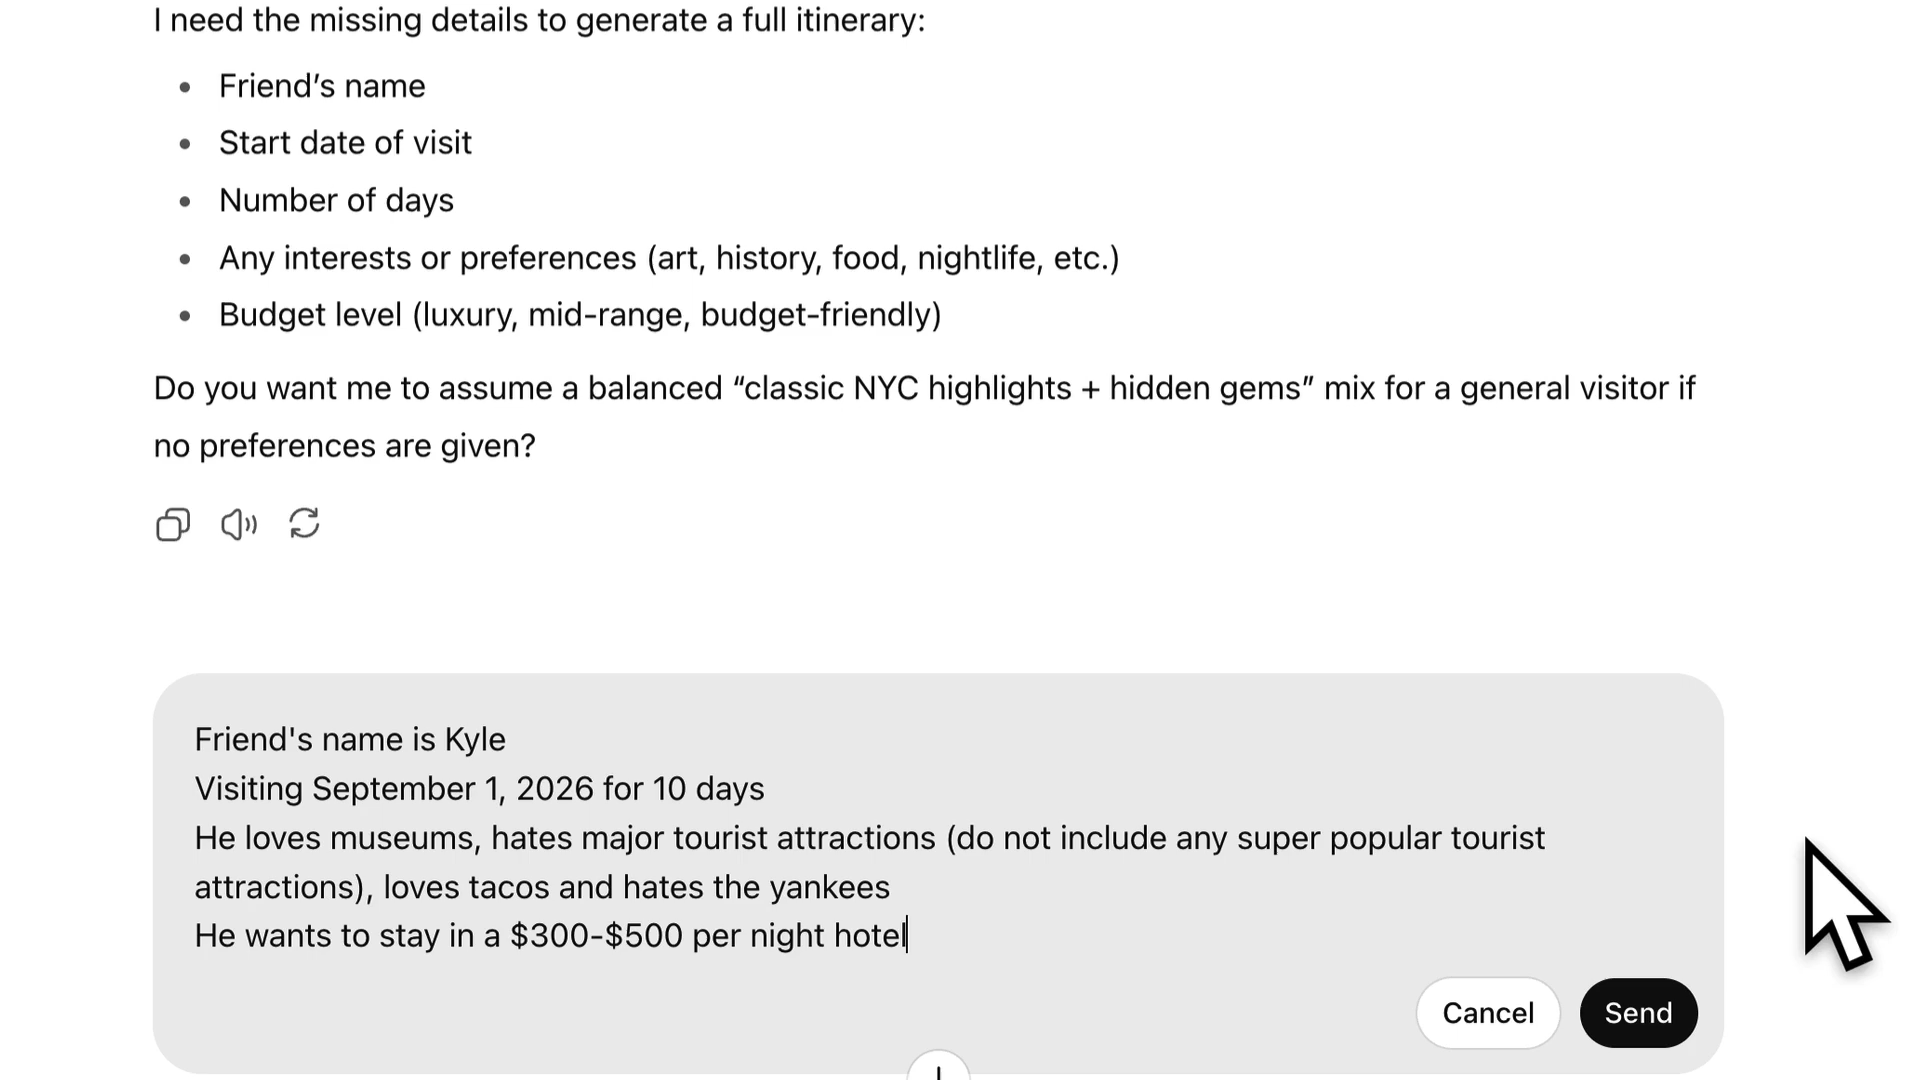 I need the missing details to generate a full itinerary:
Friend’s name
Start date of visit
Number of days
Any interests or preferences (art, history, food, nightlife, etc.)
Budget level (luxury, mid-range, budget-friendly)
Do you want me to assume a balanced “classic NYC highlights + hidden gems” mix for a general visitor if
no preferences are given?
Friend's name is Kyle
Visiting September 1, 2026 for 10 days
He loves museums, hates major tourist attractions (do not include any super popular tourist
attractions), loves tacos and hates the yankees
He wants to stay in a $300-$500 per night hotel
Cancel
Send